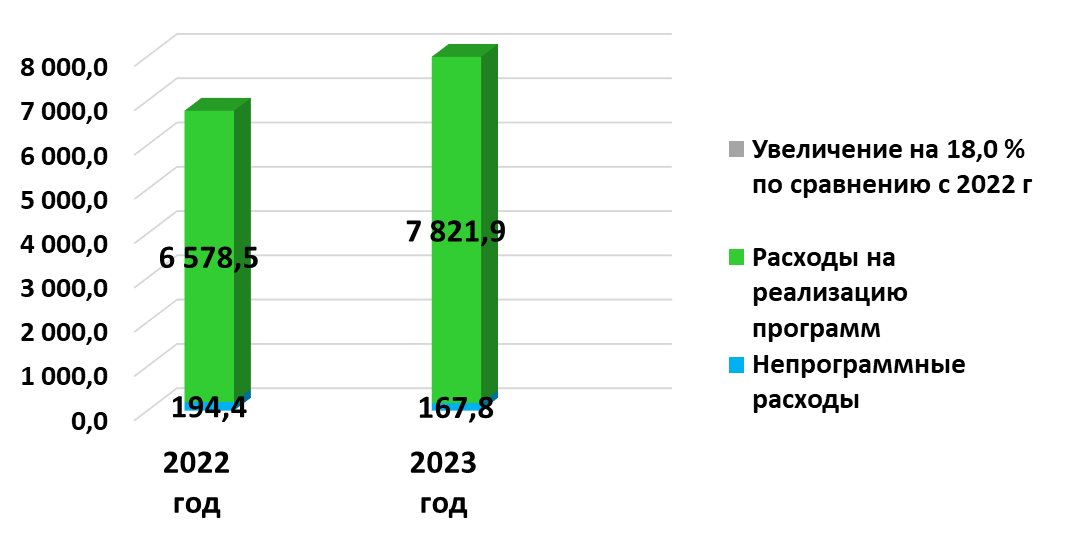 8 000,0
7 000,0
6 000,0
5 000,0
4 000,0
3 000,0
2 000,0
1 000,0
0,0
6 578,5
194,4
7 821,9
167,8
2022
год
2023
год
Увеличение на 18,0 %
по сравнению с 2022 г
Расходы на
реализацию
программ
Непрограммные
расходы